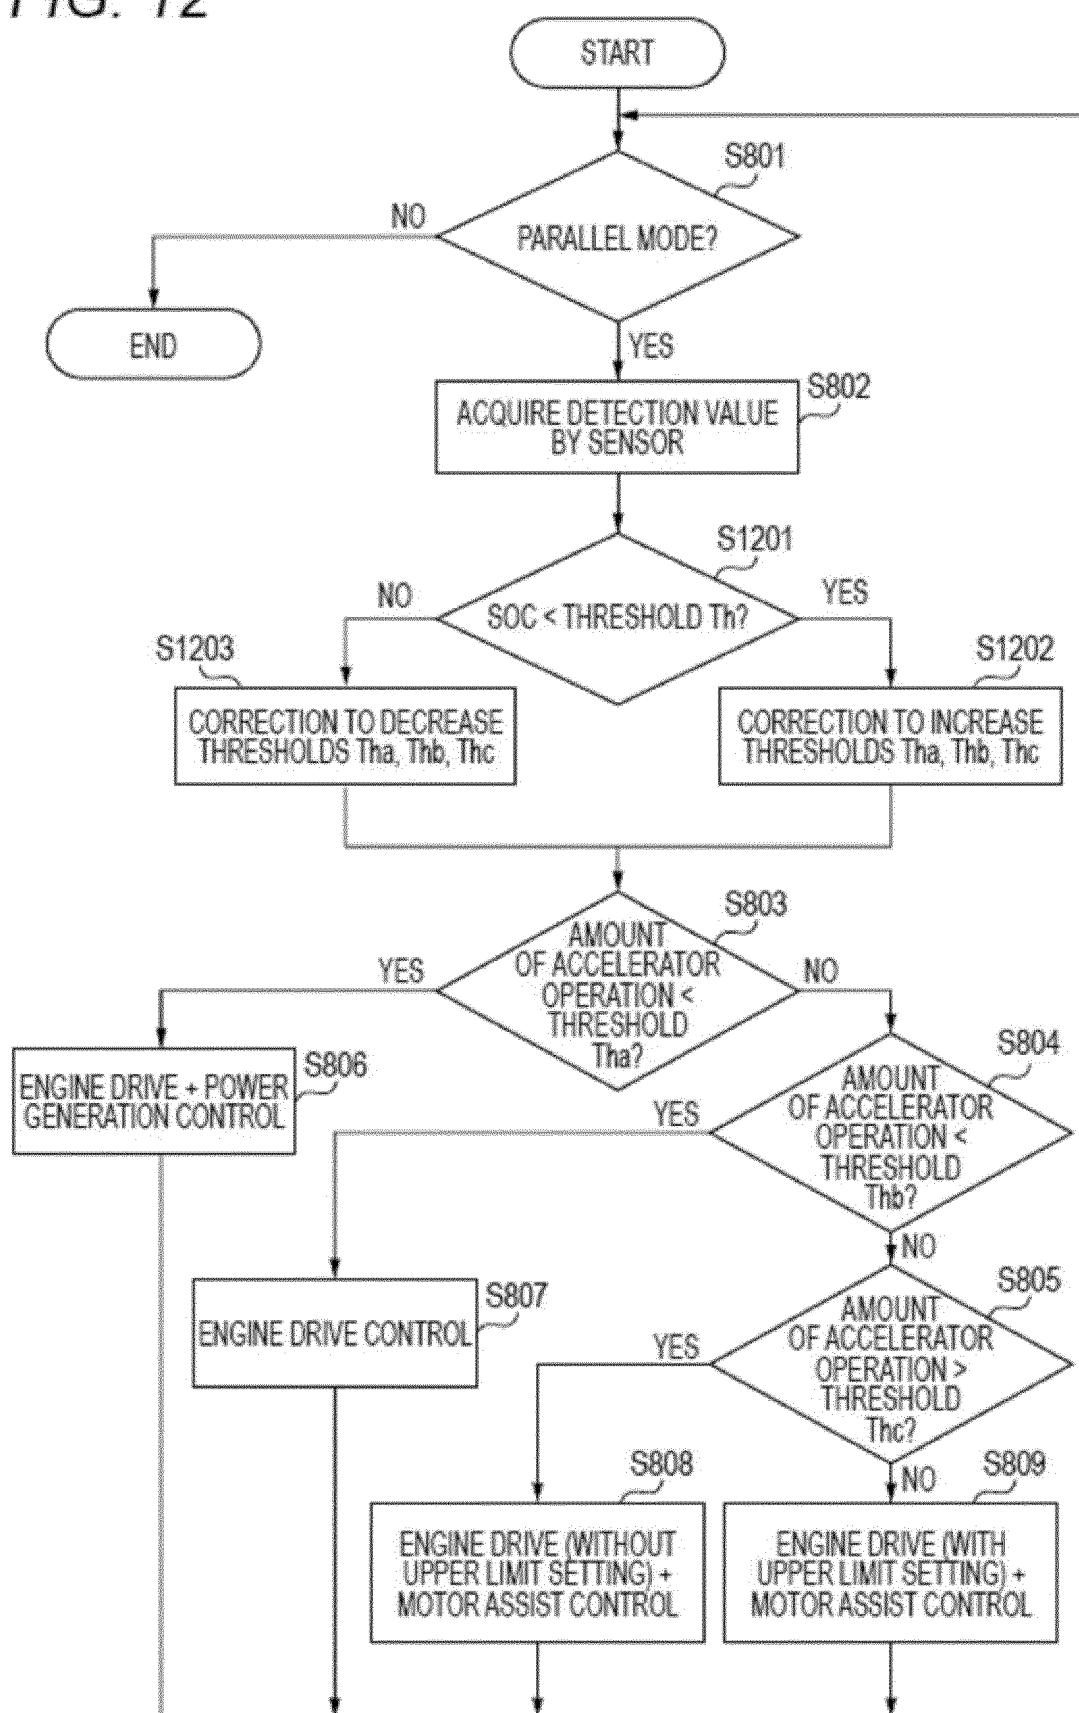 FIG. 12
START
S801
NO
PARALLEL MODE?
END
YES
S802
ACQUIRE DETECTION VALUE
BY SENSOR
S1201
NO
SOC < THRESHOLD Th?
YES
S1203
S1202
CORRECTION TO DECREASE
THRESHOLDS Tha, Thb, Thc
CORRECTION TO INCREASE
THRESHOLDS Tha, Thb, Thc
S803
YES
AMOUNT
OF ACCELERATOR
OPERATION <
THRESHOLD
Tha?
NO
S806
ENGINE DRIVE + POWER
GENERATION CONTROL
S804
YES
AMOUNT
OF ACCELERATOR
OPERATION <
THRESHOLD
Thb?
NO
S807
ENGINE DRIVE CONTROL
S805
YES
AMOUNT
OF ACCELERATOR
OPERATION >
THRESHOLD
Thc?
NO
S808
S809
ENGINE DRIVE (WITHOUT
UPPER LIMIT SETTING) +
MOTOR ASSIST CONTROL
ENGINE DRIVE (WITH
UPPER LIMIT SETTING) +
MOTOR ASSIST CONTROL